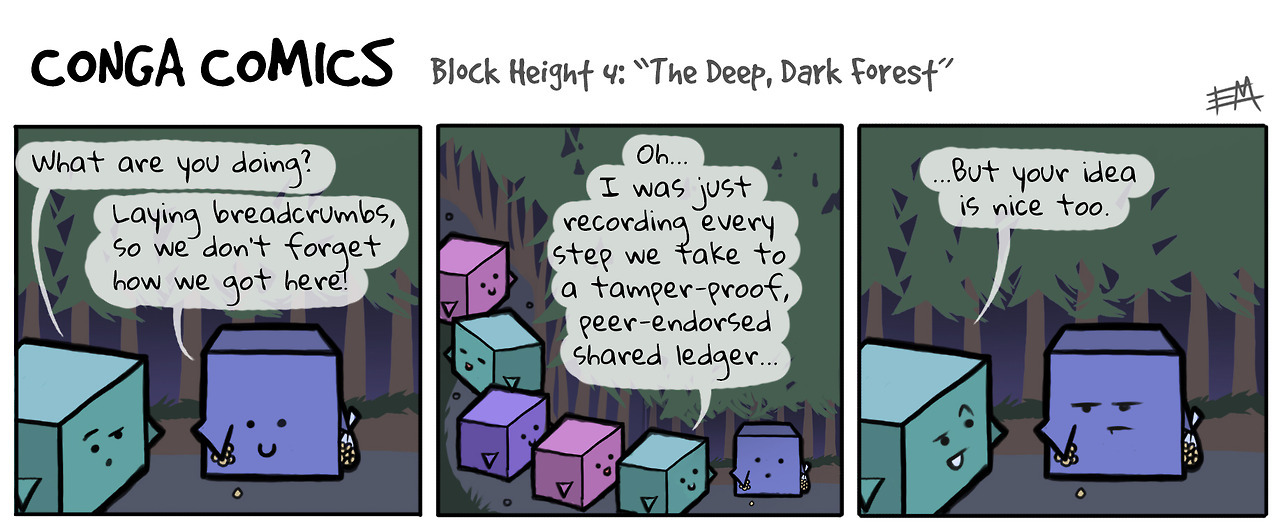 CONGA COMICS Block Height 4: "The Deep, Dark Forest"
EM
What are you doing?
Laying breadcrumbs,
so we don't forget
how we got here!
Oh...
I was just
recording every
step we take to
a tamper-proof,
peer-endorsed
shared ledger...
...But your idea
is nice too.